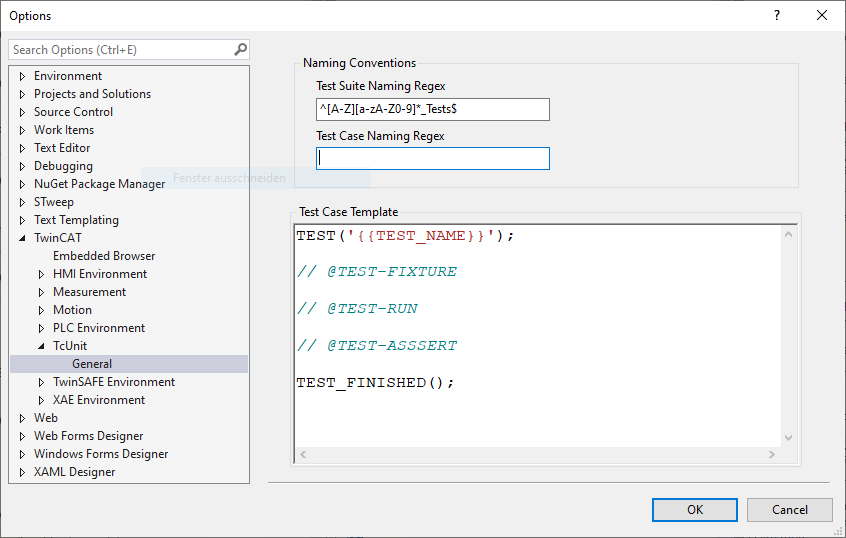 Options
?
Search Options (Ctrl+E)
Environment
Projects and Solutions
Source Control
Work Items
Text Editor
Debugging
NuGet Package Manager
STweep
Text Templating
TwinCAT
Embedded Browser
HMI Environment
Measurement
Motion
PLC Environment
TcUnit
General
TwinSAFE Environment
XAE Environment
Web
Web Forms Designer
Windows Forms Designer
XAML Designer
Fenster ausschneiden
Naming Conventions
Test Suite Naming Regex
^[A-Z][a-zA-Z0-9]*_Tests$
Test Case Naming Regex
Test Case Template
TEST('{{TEST_NAME}}');
// @TEST-FIXTURE
// @TEST-RUN
// @TEST-ASSSERT
TEST_FINISHED();
OK
Cancel